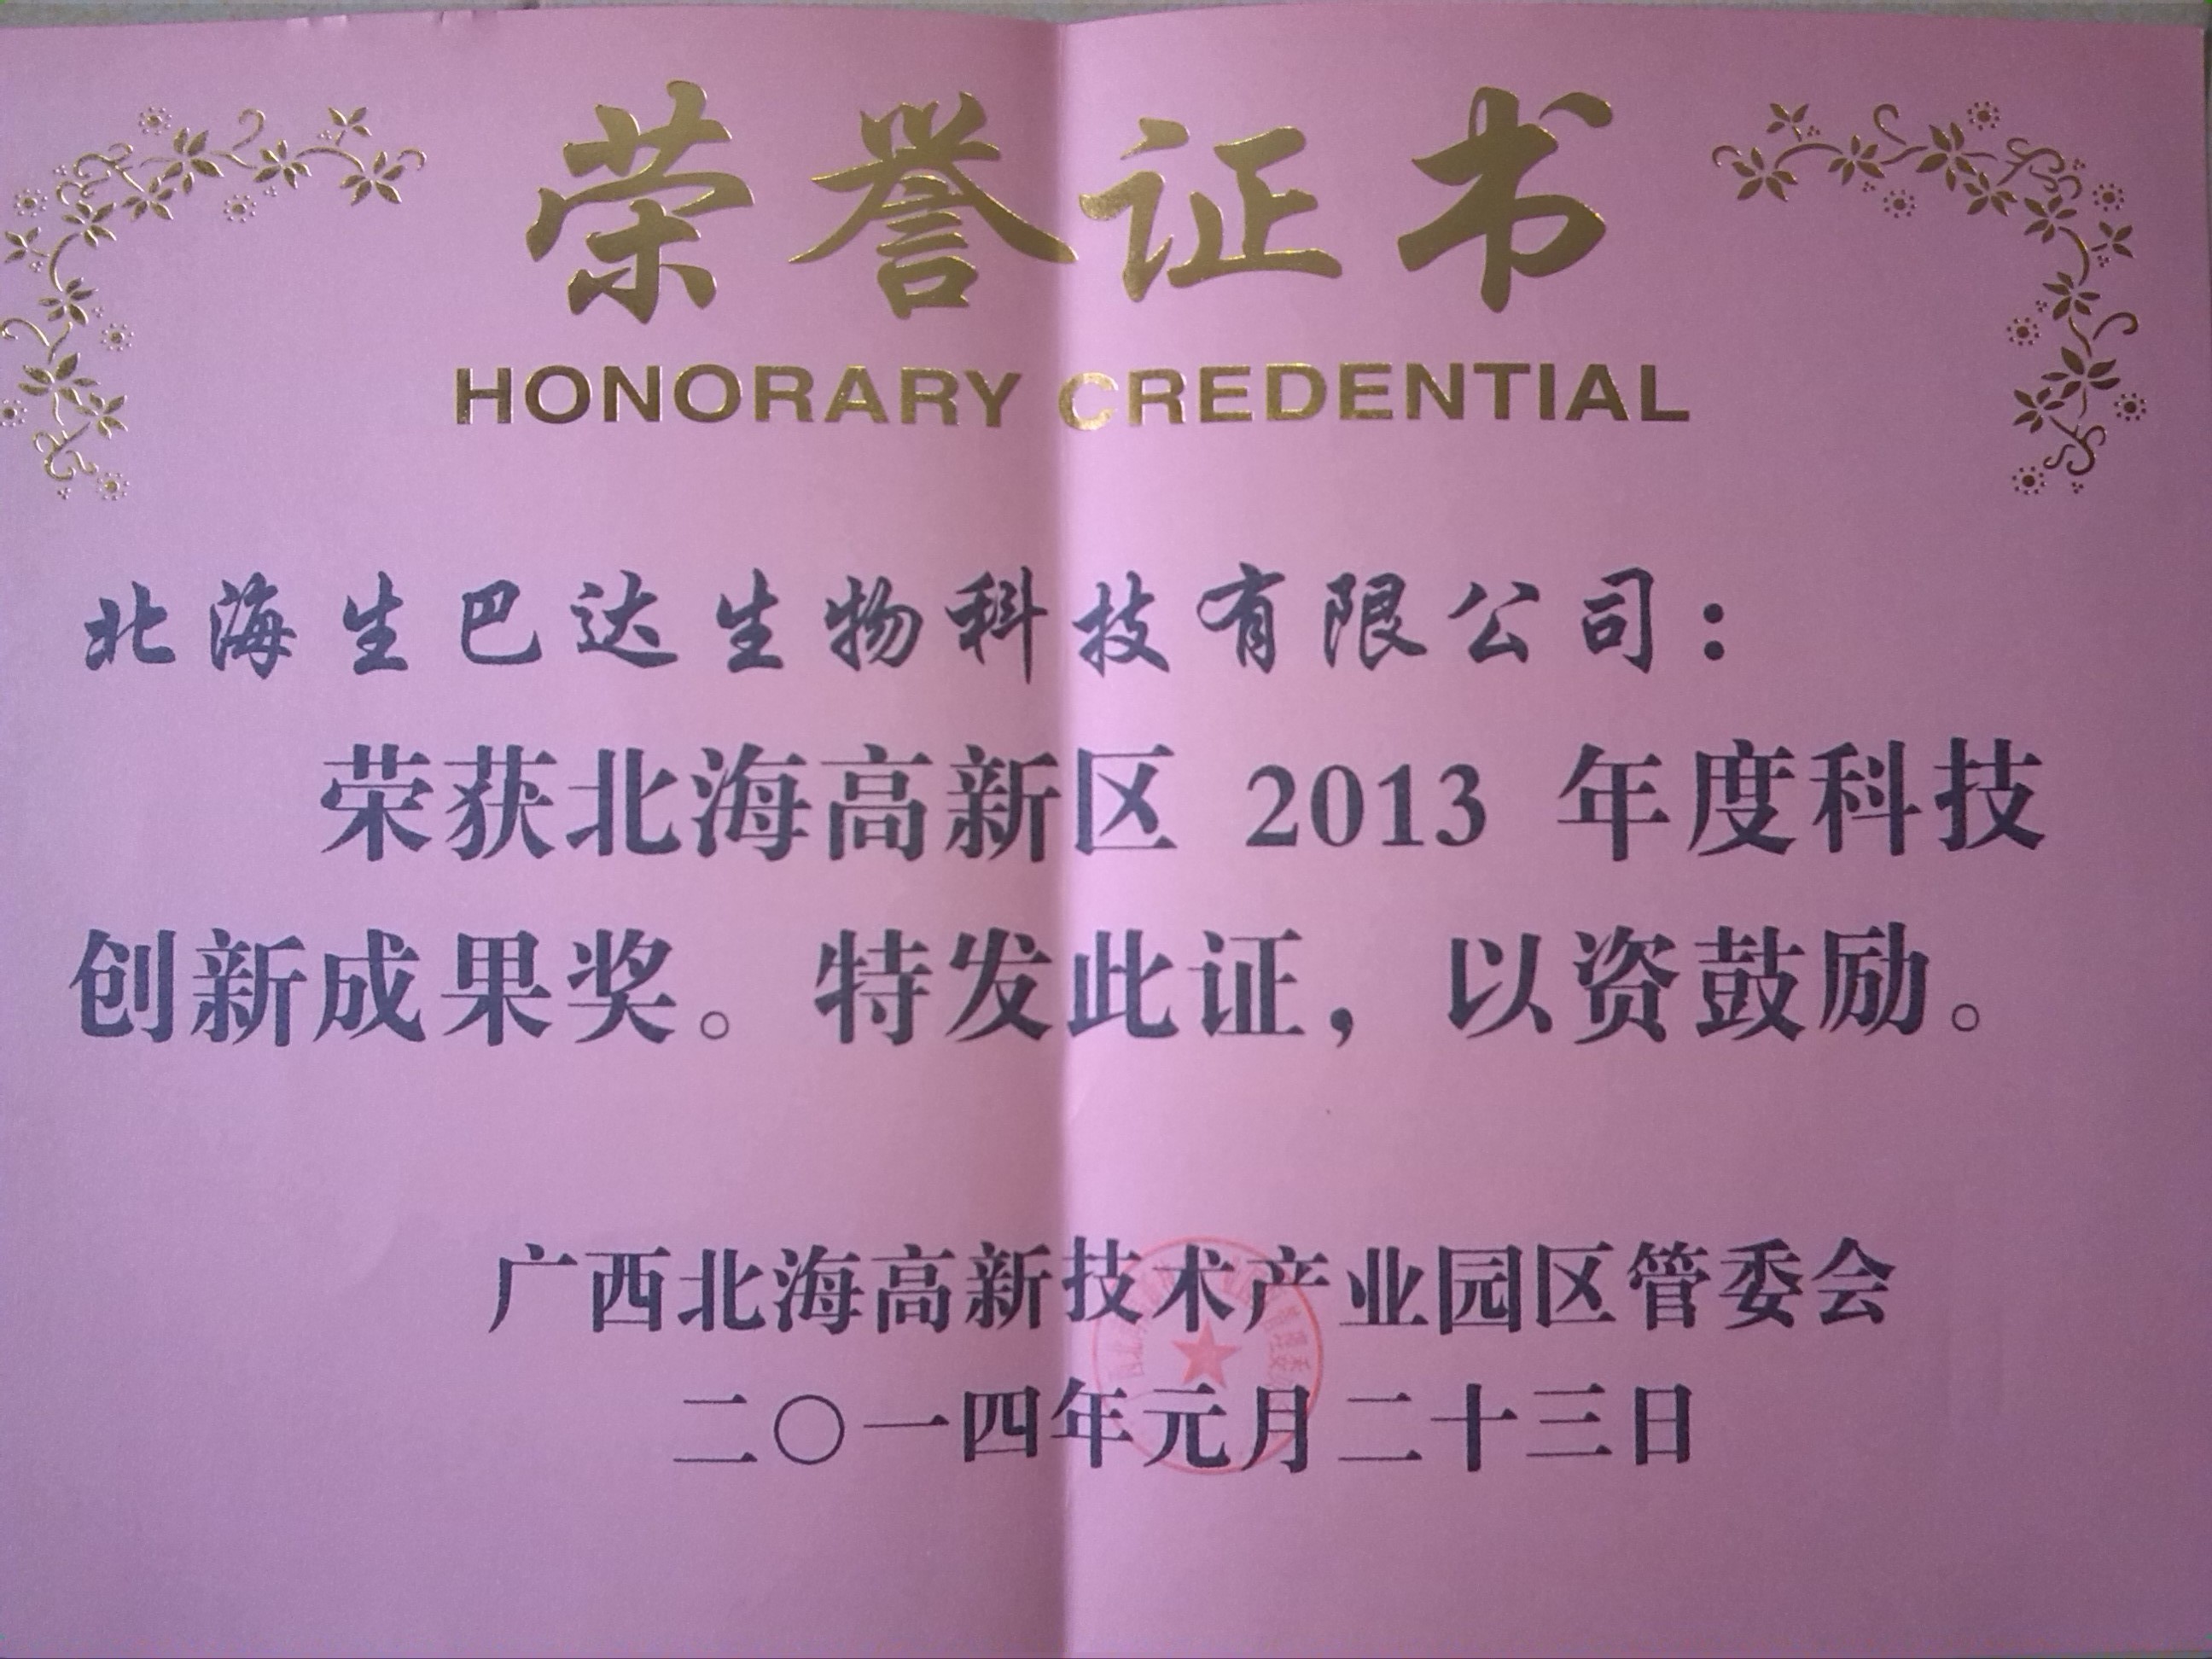 荣誉证书
HONORARY CREDENTIAL
北海生巴达生物科技有限公司：
荣获北海高新区 2013 年度科技
创新成果奖。特发此证，以资鼓励。
广西北海高新技术产业园区管委会
二〇一四年元月二十三日